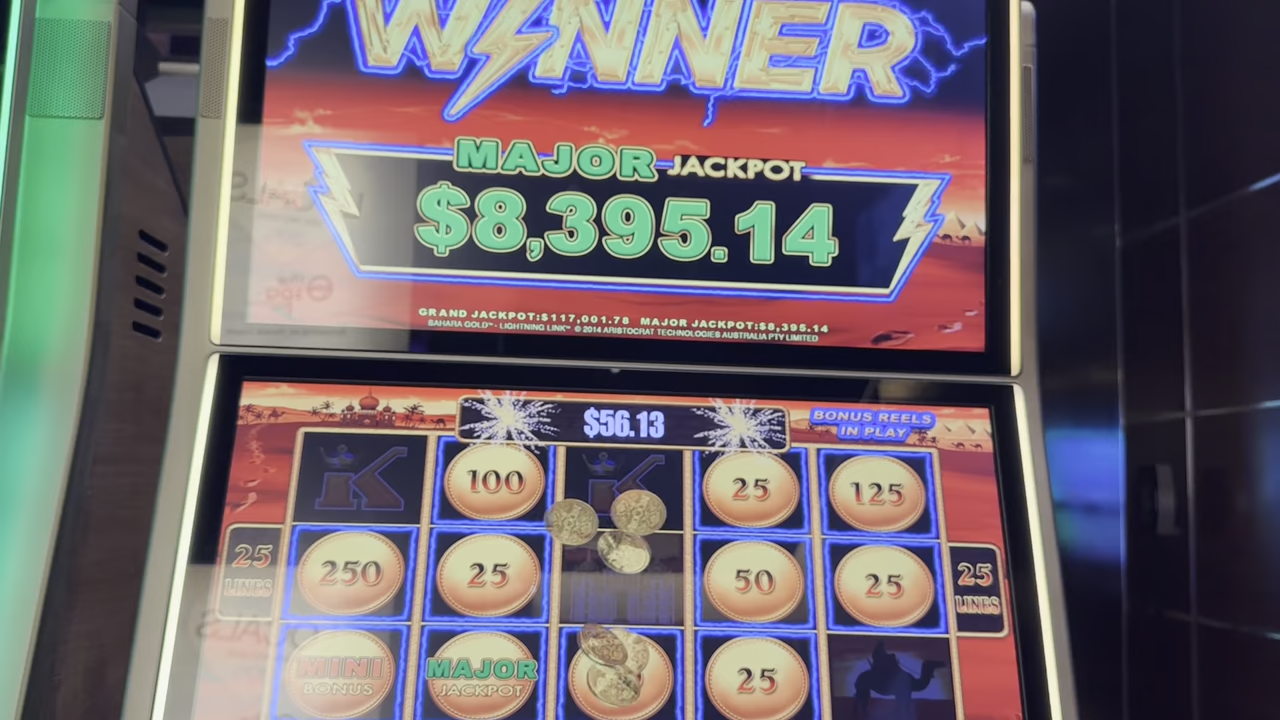 WINNER
MAJOR JACKPOT
$8,395.14
GRAND JACKPOT:$117,001.78 MAJOR JACKPOT:$8,395.14
SAHARA GOLD™ - LIGHTNING LINK™ © 2014 ARISTOCRAT TECHNOLOGIES AUSTRALIA PTY LIMITED
$56.13
BONUS REELS
IN PLAY
K 100 K 25 125
25
LINES
250 25 50 25
25
LINES
MINI
BONUS
MAJOR
JACKPOT
25